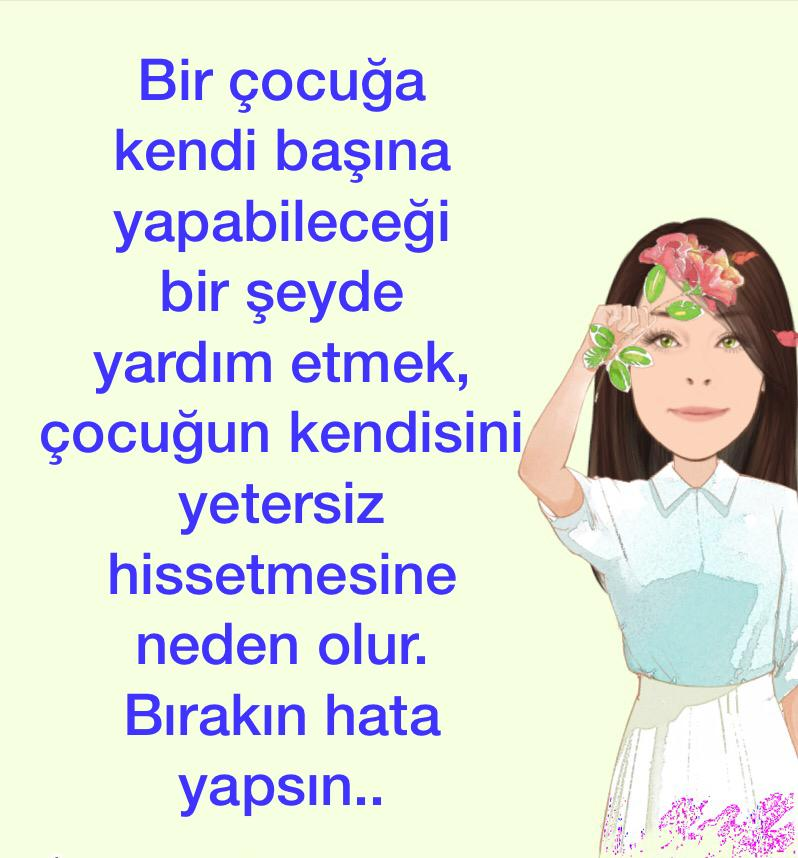 Bir çocuğa
kendi başına
yapabileceği
bir şeyde
yardım etmek,
çocuğun kendisini
yetersiz
hissetmesine
neden olur.
Bırakın hata
yapsın..